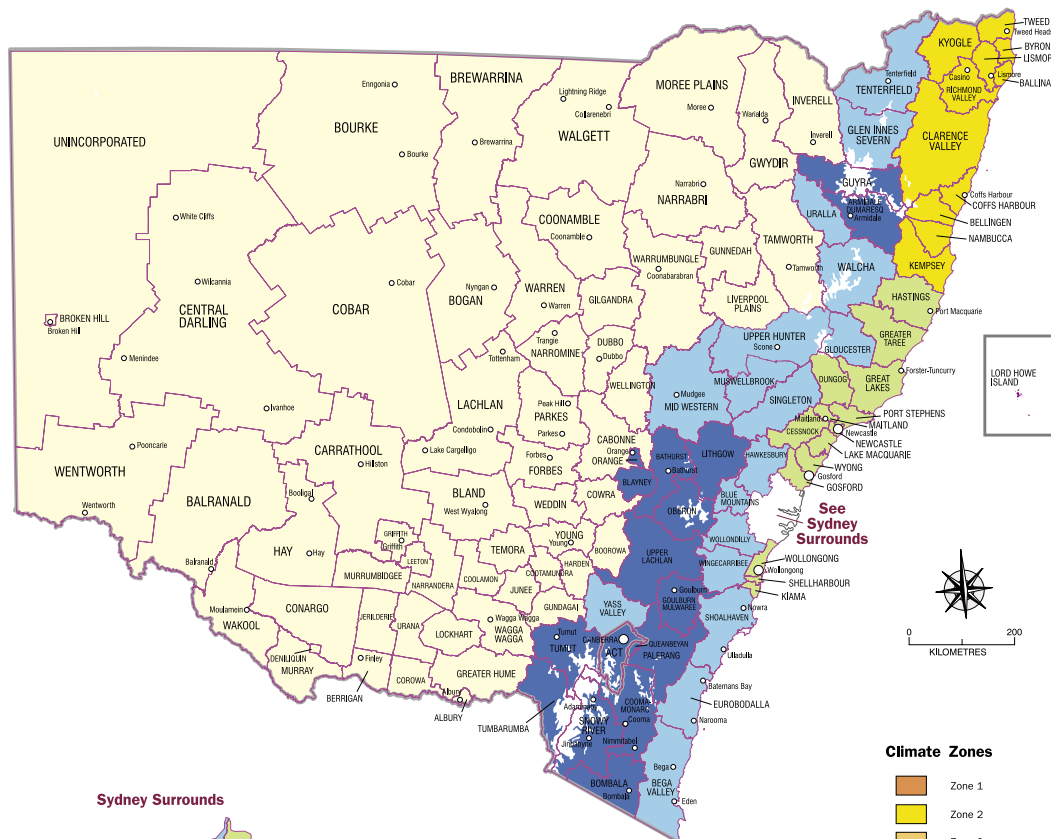 TWEED
Tweed Heads
KYOGLE
BYRON
LISMORE
Casino
Lismore
RICHMOND
VALLEY
BALLINA
Tenterfield
TENTERFIELD
BREWARRINA
Enngonia
Lightning Ridge
Collarenebri
MOREE PLAINS
Moree
INVERELL
Warialda
Inverell
GLEN INNES
SEVERN
CLARENCE
VALLEY
UNINCORPORATED
BOURKE
Bourke
Brewarrina
WALGETT
GWYDIR
GUYRA
ARMIDALE
DUMARESQ
Armidale
Coffs Harbour
COFFS HARBOUR
BELLINGEN
NAMBUCCA
Narrabri
NARRABRI
URALLA
White Cliffs
COONAMBLE
Coonamble
WARRUMBUNGLE
Coonabarabran
GUNNEDAH
TAMWORTH
Tamworth
WALCHA
KEMPSEY
Wilcannia
CENTRAL
DARLING
Cobar
COBAR
Nyngan
BOGAN
WARREN
Warren
GILGANDRA
LIVERPOOL
PLAINS
HASTINGS
Port Macquarie
BROKEN HILL
Broken Hill
Menindee
Trangie
NARROMINE
DUBBO
Dubbo
Tottenham
UPPER HUNTER
Scone
GLOUCESTER
GREATER
TAREE
Forster-Tuncurry
LORD HOWE
ISLAND
WELLINGTON
Mudgee
MID WESTERN
MUSWELLBROOK
SINGLETON
DUNGOG
GREAT
LAKES
Ivanhoe
LACHLAN
Condobolin
Peak Hill
PARKES
Parkes
PORT STEPHENS
MAITLAND
Maitland
Newcastle
NEWCASTLE
CESSNOCK
LAKE MACQUARIE
WENTWORTH
Pooncarie
Wentworth
CARRATHOOL
Hillston
Lake Cargelligo
CABONNE
Orange
ORANGE
Forbes
FORBES
BATHURST
Bathurst
LITHGOW
HAWKESBURY
WYONG
Gosford
GOSFORD
BALRANALD
Booligal
BLAND
West Wyalong
WEDDIN
COWRA
BLAYNEY
OBERON
BLUE
MOUNTAINS
See
Sydney
Surrounds
HAY
Hay
GRIFFITH
Griffith
LEETON
TEMORA
YOUNG
Young
BOOROWA
UPPER
LACHLAN
WOLLONDILLY
WINGECARRIBEE
WOLLONGONG
Wollongong
SHELLHARBOUR
KIAMA
Balranald
MURRUMBIDGEE
NARRANDERA
COOLAMON
COOTAMUNDRA
HARDEN
JUNEE
Moulamein
WAKOOL
CONARGO
JERILDERIE
URANA
LOCKHART
Wagga Wagga
WAGGA
WAGGA
GUNDAGAI
YASS
VALLEY
Goulburn
GOULBURN
MULWAREE
Nowra
SHOALHAVEN
Ulladulla
0
200
KILOMETRES
DENILIQUIN
MURRAY
Finley
BERRIGAN
COROWA
GREATER HUME
Albury
ALBURY
Tumut
TUMUT
CANBERRA
ACT
QUEANBEYAN
PALERANG
Batemans Bay
EUROBODALLA
Narooma
TUMBARUMBA
Adaminaby
SNOWY
RIVER
Jindabyne
COOMA-
MONARO
Cooma
Nimmitabel
BOMBALA
Bombala
Bega
BEGA
VALLEY
Eden
Climate Zones
Zone 1
Zone 2
Sydney Surrounds